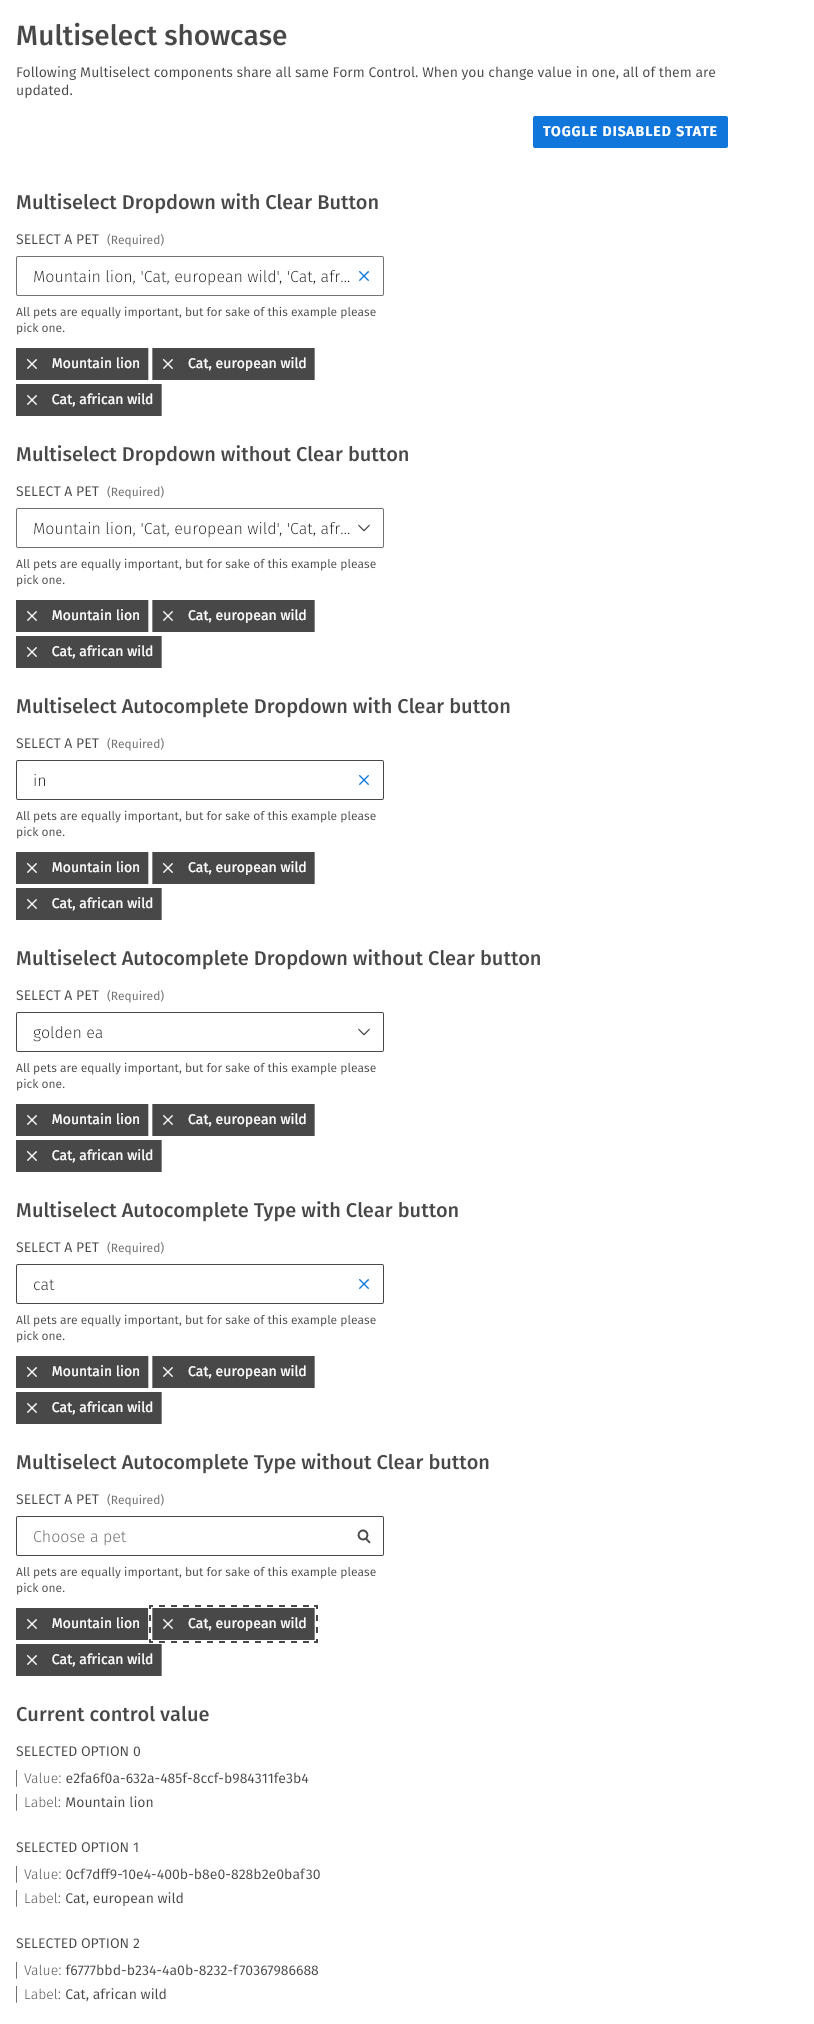 Multiselect showcase
Following Multiselect components share all same Form Control. When you change value in one, all of them are
updated.
TOGGLE DISABLED STATE
Multiselect Dropdown with Clear Button
SELECT A PET (Required)
Mountain lion, 'Cat, european wild', 'Cat, afr...
All pets are equally important, but for sake of this example please
pick one.
Mountain lion Cat, european wild
Cat, african wild
Multiselect Dropdown without Clear button
SELECT A PET (Required)
Mountain lion, 'Cat, european wild', 'Cat, afr...
All pets are equally important, but for sake of this example please
pick one.
Mountain lion Cat, european wild
Cat, african wild
Multiselect Autocomplete Dropdown with Clear button
SELECT A PET (Required)
in
All pets are equally important, but for sake of this example please
pick one.
Mountain lion Cat, european wild
Cat, african wild
Multiselect Autocomplete Dropdown without Clear button
SELECT A PET (Required)
golden ea
All pets are equally important, but for sake of this example please
pick one.
Mountain lion Cat, european wild
Cat, african wild
Multiselect Autocomplete Type with Clear button
SELECT A PET (Required)
cat
All pets are equally important, but for sake of this example please
pick one.
Mountain lion Cat, european wild
Cat, african wild
Multiselect Autocomplete Type without Clear button
SELECT A PET (Required)
Choose a pet
All pets are equally important, but for sake of this example please
pick one.
Mountain lion Cat, european wild
Cat, african wild
Current control value
SELECTED OPTION 0
Value: e2fa6f0a-632a-485f-8ccf-b984311fe3b4
Label: Mountain lion
SELECTED OPTION 1
Value: 0cf7dff9-10e4-400b-b8e0-828b2e0baf30
Label: Cat, european wild
SELECTED OPTION 2
Value: f6777bbd-b234-4a0b-8232-f70367986688
Label: Cat, african wild